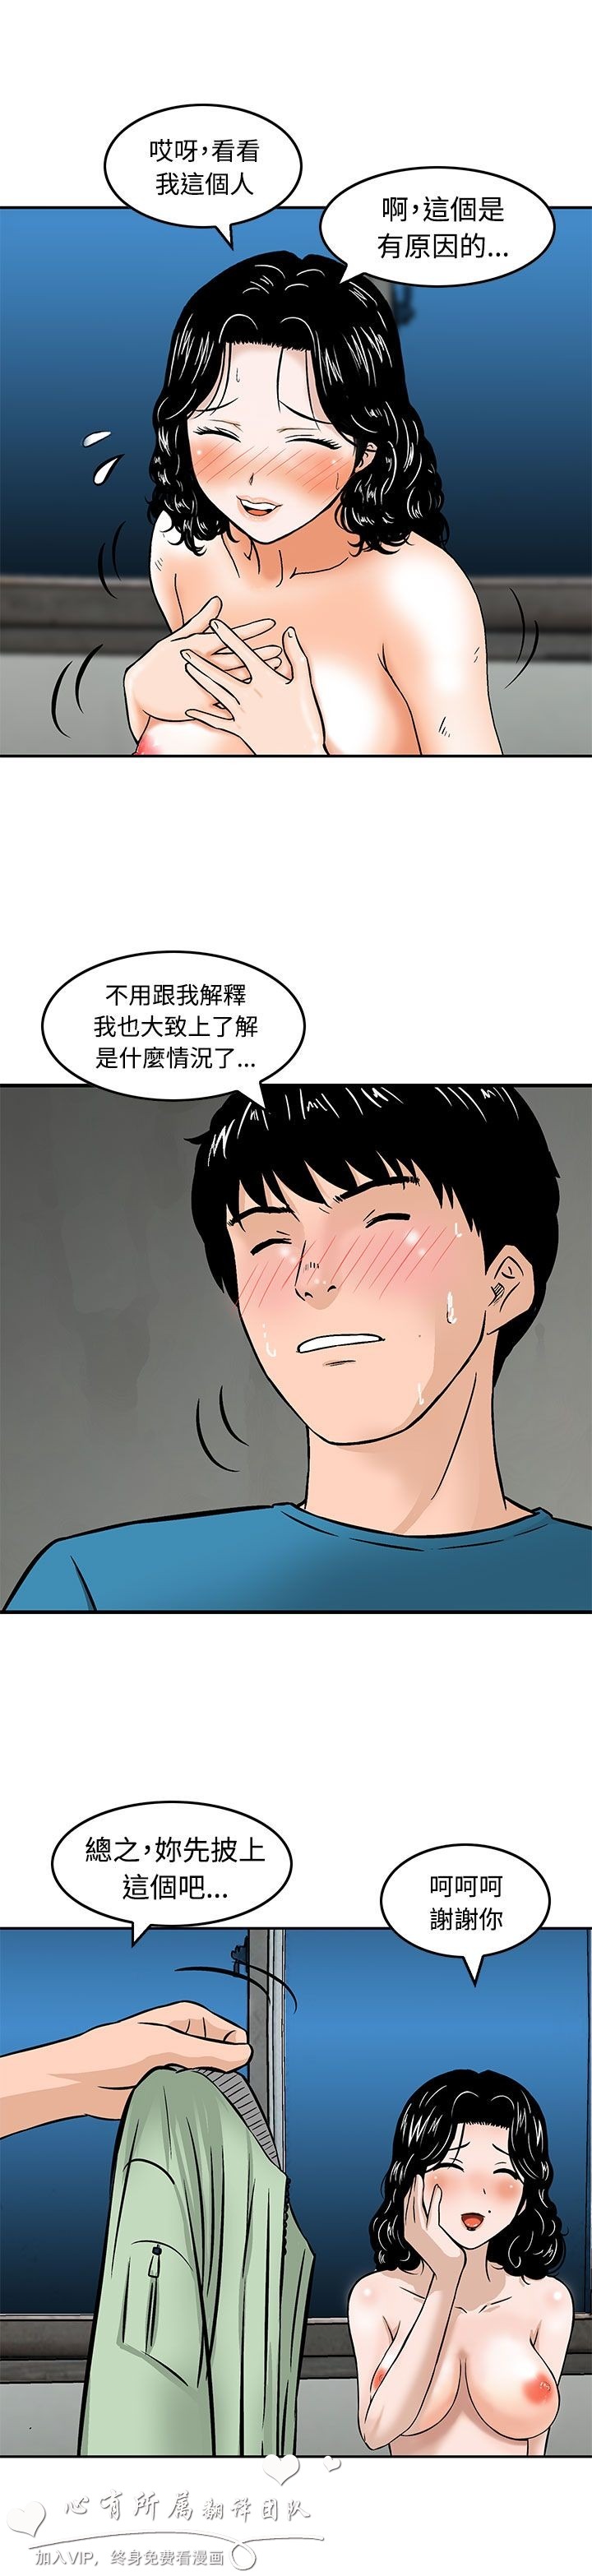 哎呀,看看
我這個人
啊,這個是
有原因的...
不用跟我解釋
我也大致上了解
是什麼情況了...
總之,妳先披上
這個吧...
呵呵呵
謝謝你
心有所属翻译团队
加入VIP，终身免费看漫画